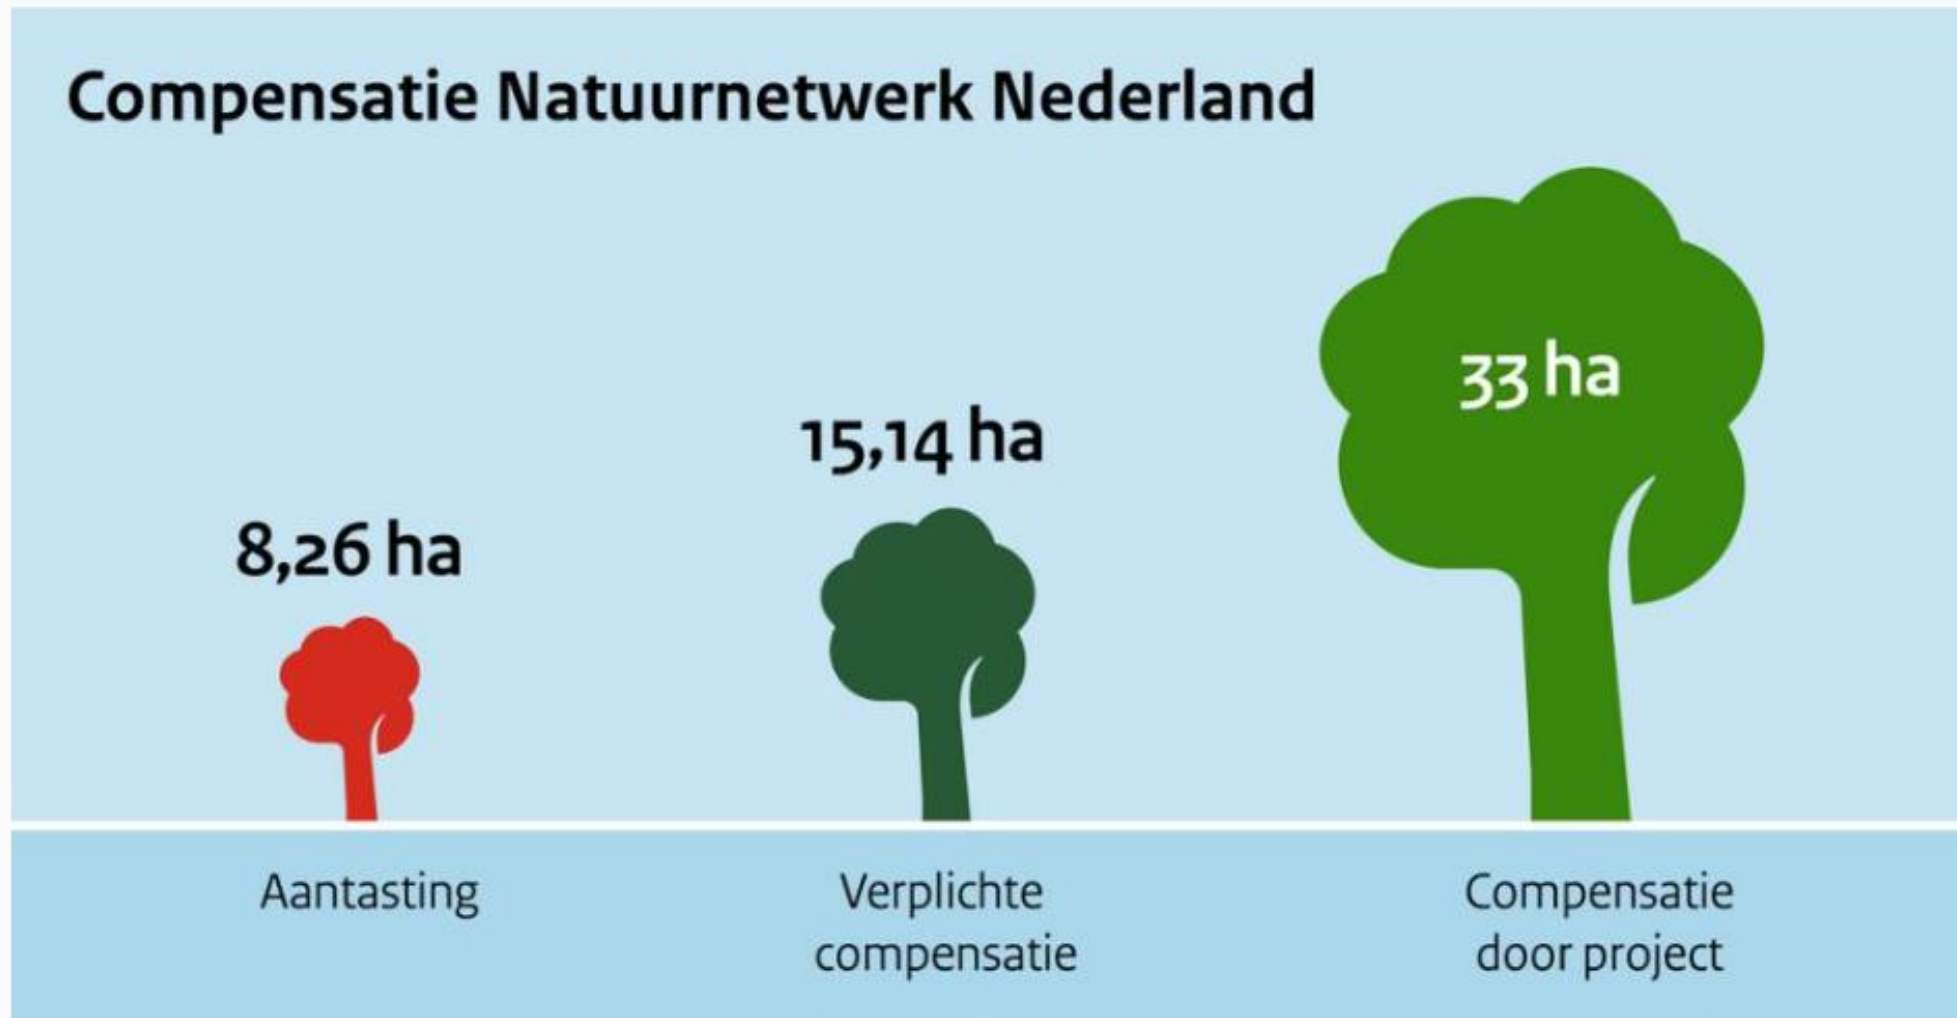 Compensatie Natuurnetwerk Nederland
8,26 ha
15,14 ha
33 ha
Aantasting
Verplichte
compensatie
Compensatie
door project